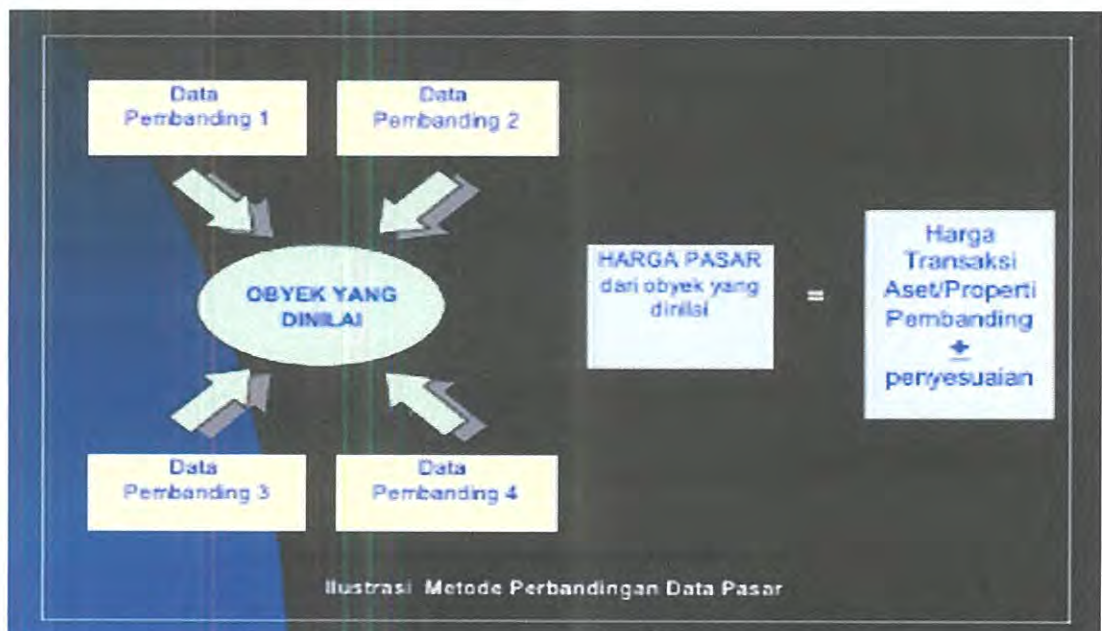 Data
Pembanding 1
Data
Pembanding 2
OBYEK YANG
DINILAI
Data
Pembanding 3
Data
Pembanding 4
HARGA PASAR
dari obyek yang
dinilai
=
Harga
Transaksi
Aset/Properti
Pembanding
±
penyesuaian
Ilustrasi Metode Perbandingan Data Pasar